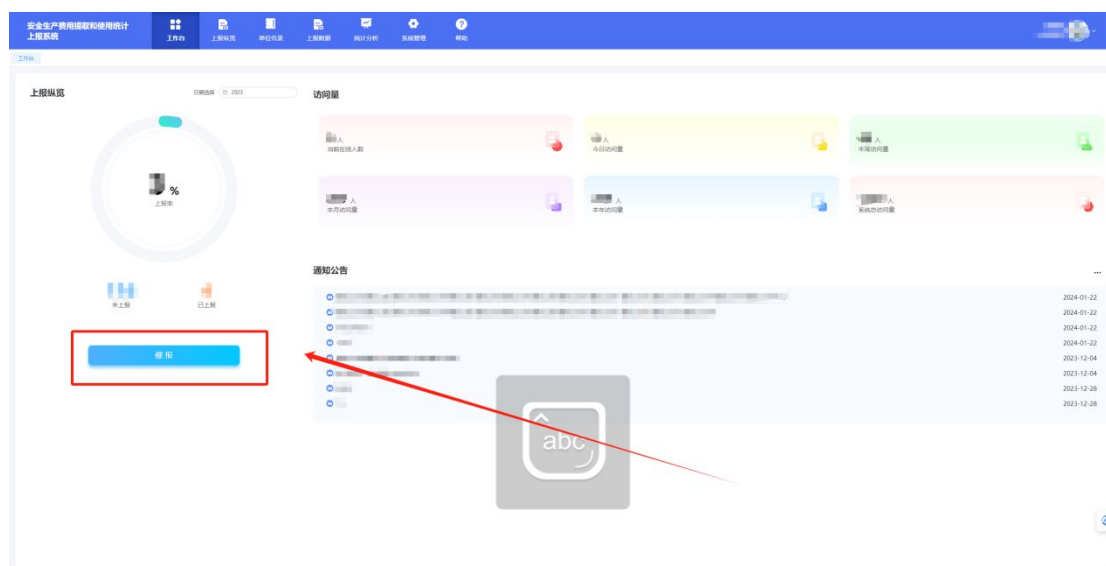 安全生产费用提取和使用统计
上报系统
工作台
上报纵览
单位名录
上报数据
统计分析
系统管理
帮助
工作台
上报纵览
日期选择
2023
%
上报率
未上报
已上报
催报
访问量
人
当前在线人数
人
今日访问量
人
本周访问量
人
本月访问量
人
本年访问量
人
系统总访问量
通知公告
...
2024-01-22
2024-01-22
2024-01-22
2024-01-22
2023-12-04
2023-12-04
2023-12-28
2023-12-28
abc